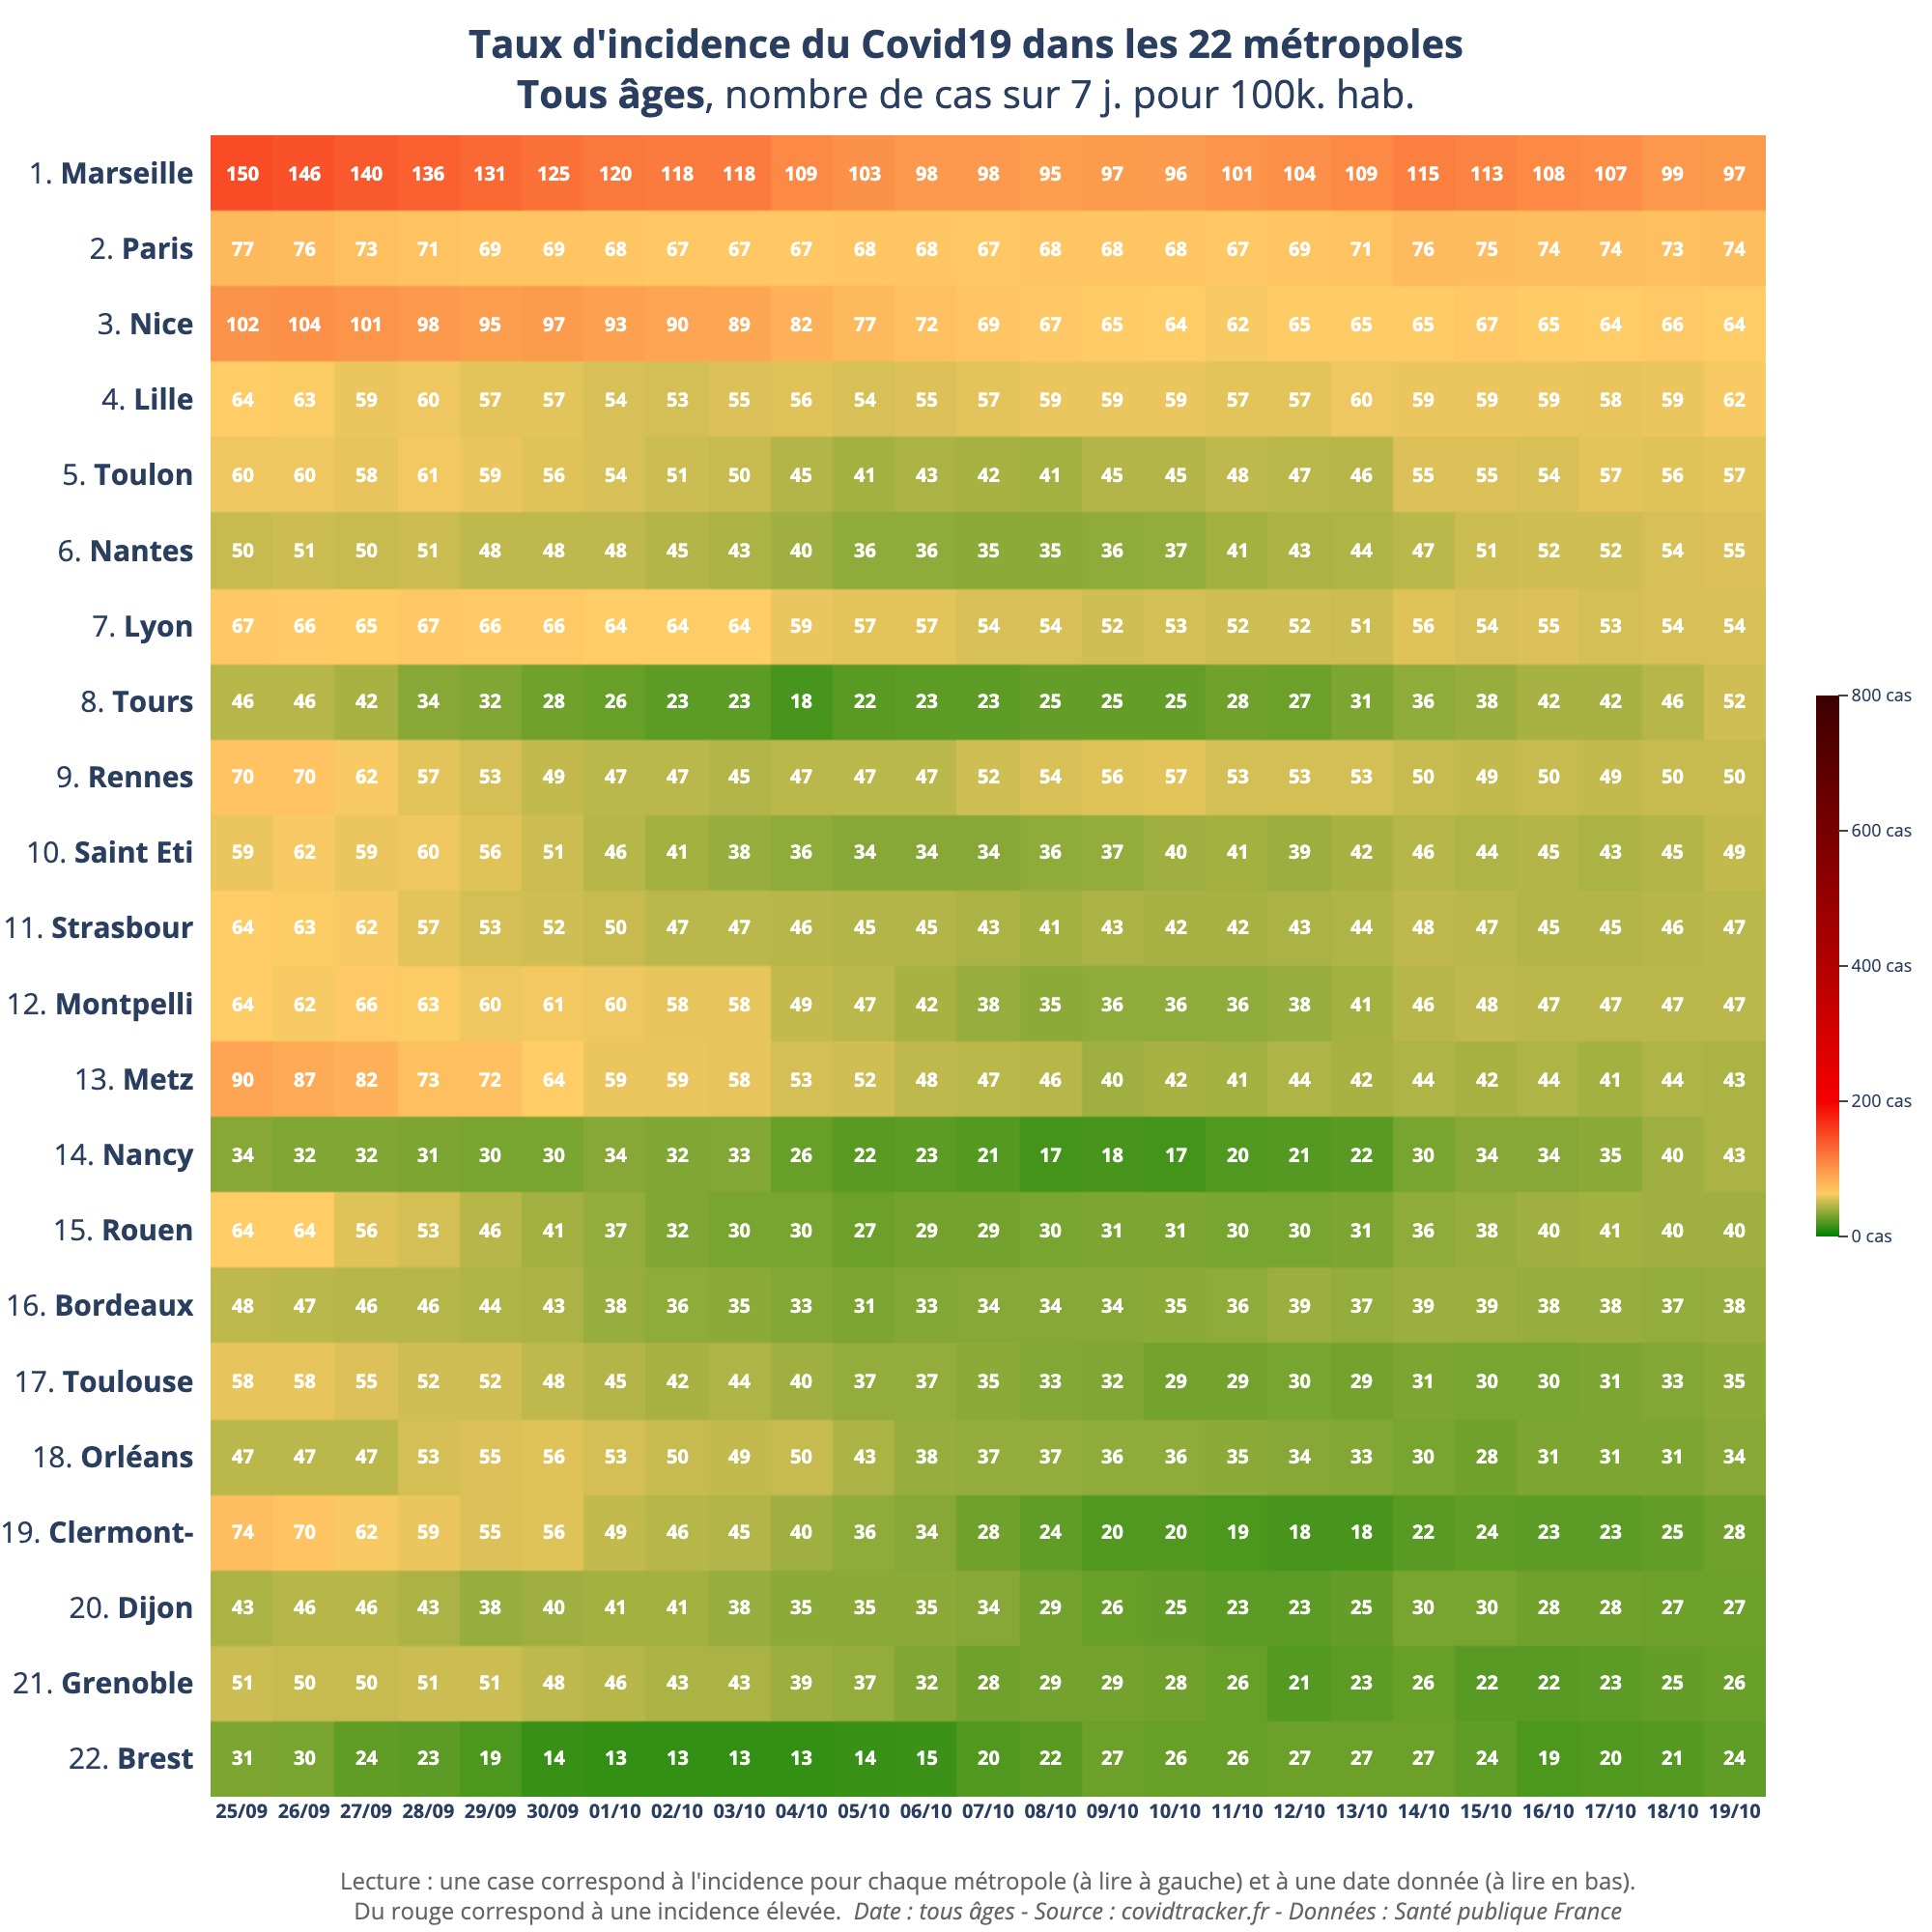 Taux d'incidence du Covid19 dans les 22 métropoles
Tous âges, nombre de cas sur 7 j. pour 100k. hab.
1. Marseille 150 146 140 136 131 125 120 118 118 109 103 98 98 95 97 96 101 104 109 115 113 108 107 99 97
2. Paris 77 76 73 71 69 69 68 67 67 67 68 68 67 68 68 68 67 69 71 76 75 74 74 73 74
3. Nice 102 104 101 98 95 97 93 90 89 82 77 72 69 67 65 64 62 65 65 65 67 65 64 66 64
4. Lille 64 63 59 60 57 57 54 53 55 56 54 55 57 59 59 59 57 57 60 59 59 59 58 59 62
5. Toulon 60 60 58 61 59 56 54 51 50 45 41 43 42 41 45 45 48 47 46 55 55 54 57 56 57
6. Nantes 50 51 50 51 48 48 48 45 43 40 36 36 35 35 36 37 41 43 44 47 51 52 52 54 55
7. Lyon 67 66 65 67 66 66 64 64 64 59 57 57 54 54 52 53 52 52 51 56 54 55 53 54 54
8. Tours 46 46 42 34 32 28 26 23 23 18 22 23 23 25 25 25 28 27 31 36 38 42 42 46 52
9. Rennes 70 70 62 57 53 49 47 47 45 47 47 47 52 54 56 57 53 53 53 50 49 50 49 50 50
10. Saint Eti 59 62 59 60 56 51 46 41 38 36 34 34 34 36 37 40 41 39 42 46 44 45 43 45 49
11. Strasbour 64 63 62 57 53 52 50 47 47 46 45 45 43 41 43 42 42 43 44 48 47 45 45 46 47
12. Montpelli 64 62 66 63 60 61 60 58 58 49 47 42 38 35 36 36 36 38 41 46 48 47 47 47 47
13. Metz 90 87 82 73 72 64 59 59 58 53 52 48 47 46 40 42 41 44 42 44 42 44 41 44 43
14. Nancy 34 32 32 31 30 30 34 32 33 26 22 23 21 17 18 17 20 21 22 30 34 34 35 40 43
15. Rouen 64 64 56 53 46 41 37 32 30 30 27 29 29 30 31 31 30 30 31 36 38 40 41 40 40
16. Bordeaux 48 47 46 46 44 43 38 36 35 33 31 33 34 34 34 35 36 39 37 39 39 38 38 37 38
17. Toulouse 58 58 55 52 52 48 45 42 44 40 37 37 35 33 32 29 29 30 29 31 30 30 31 33 35
18. Orléans 47 47 47 53 55 56 53 50 49 50 43 38 37 37 36 36 35 34 33 30 28 31 31 31 34
19. Clermont- 74 70 62 59 55 56 49 46 45 40 36 34 28 24 20 20 19 18 18 22 24 23 23 25 28
20. Dijon 43 46 46 43 38 40 41 41 38 35 35 35 34 29 26 25 23 23 25 30 30 28 28 27 27
21. Grenoble 51 50 50 51 51 48 46 43 43 39 37 32 28 29 29 28 26 21 23 26 22 22 23 25 26
22. Brest 31 30 24 23 19 14 13 13 13 13 14 15 20 22 27 26 26 27 27 27 24 19 20 21 24
25/09 26/09 27/09 28/09 29/09 30/09 01/10 02/10 03/10 04/10 05/10 06/10 07/10 08/10 09/10 10/10 11/10 12/10 13/10 14/10 15/10 16/10 17/10 18/10 19/10
800 cas
600 cas
400 cas
200 cas
0 cas
Lecture : une case correspond à l'incidence pour chaque métropole (à lire à gauche) et à une date donnée (à lire en bas).
Du rouge correspond à une incidence élevée. Date : tous âges - Source : covidtracker.fr - Données : Santé publique France